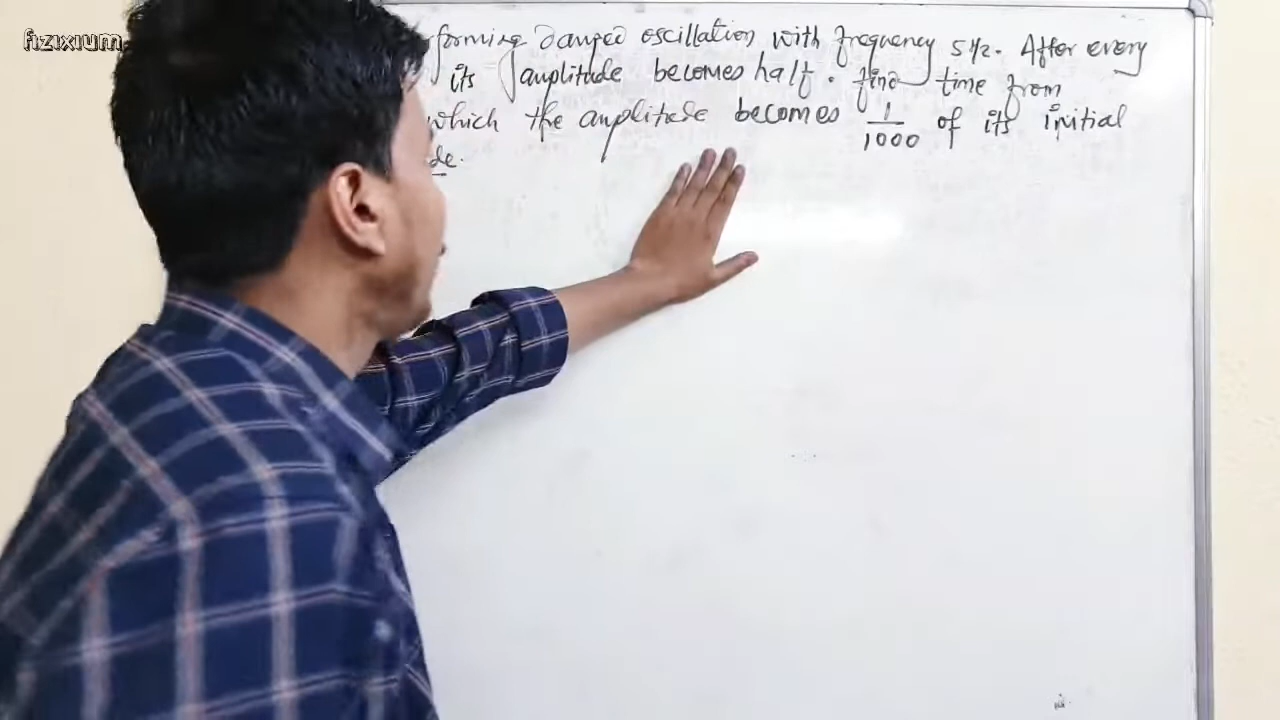 fizixium
forming damped oscillation with frequency 5Hz. After every
its amplitude becomes half. find time from
which the amplitude becomes 1/1000 of its initial
de.